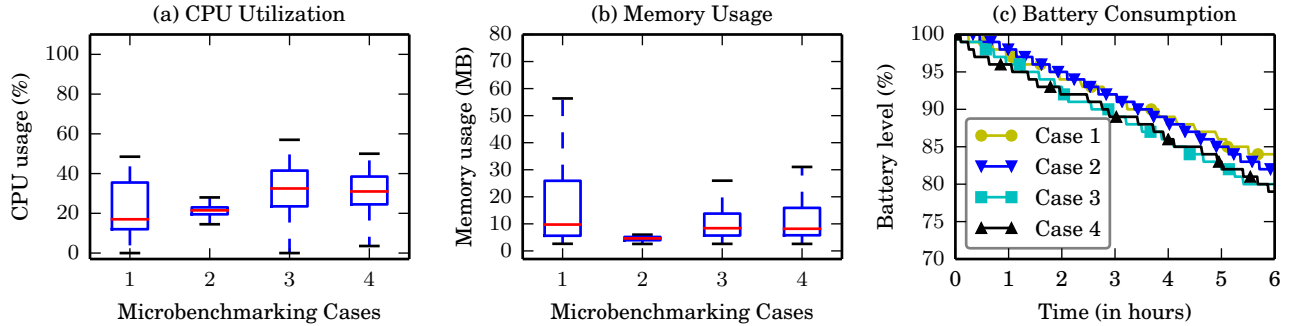 (a) CPU Utilization
CPU usage (%)
100
80
60
40
20
0
1 2 3 4
Microbenchmarking Cases
(b) Memory Usage
Memory usage (MB)
80
70
60
50
40
30
20
10
0
1 2 3 4
Microbenchmarking Cases
(c) Battery Consumption
Battery level (%)
100
95
90
85
80
75
70
Case 1
Case 2
Case 3
Case 4
0 1 2 3 4 5 6
Time (in hours)